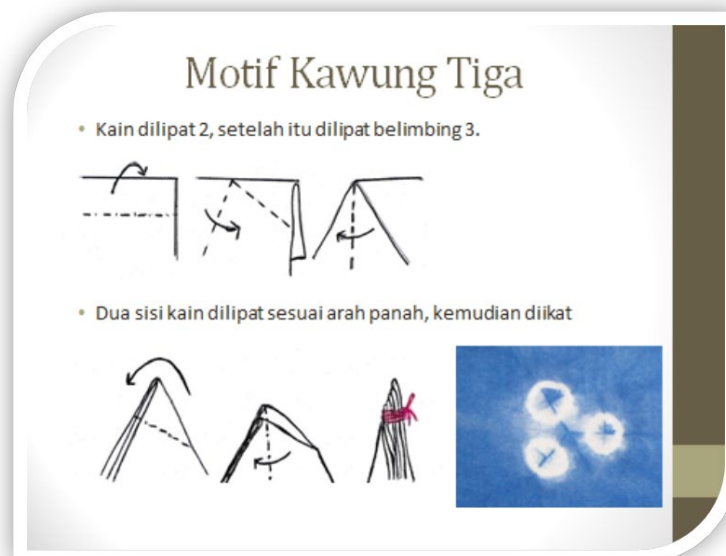 Motif Kawung Tiga
• Kain dilipat 2, setelah itu dilipat belimbing 3.
• Dua sisi kain dilipat sesuai arah panah, kemudian diikat